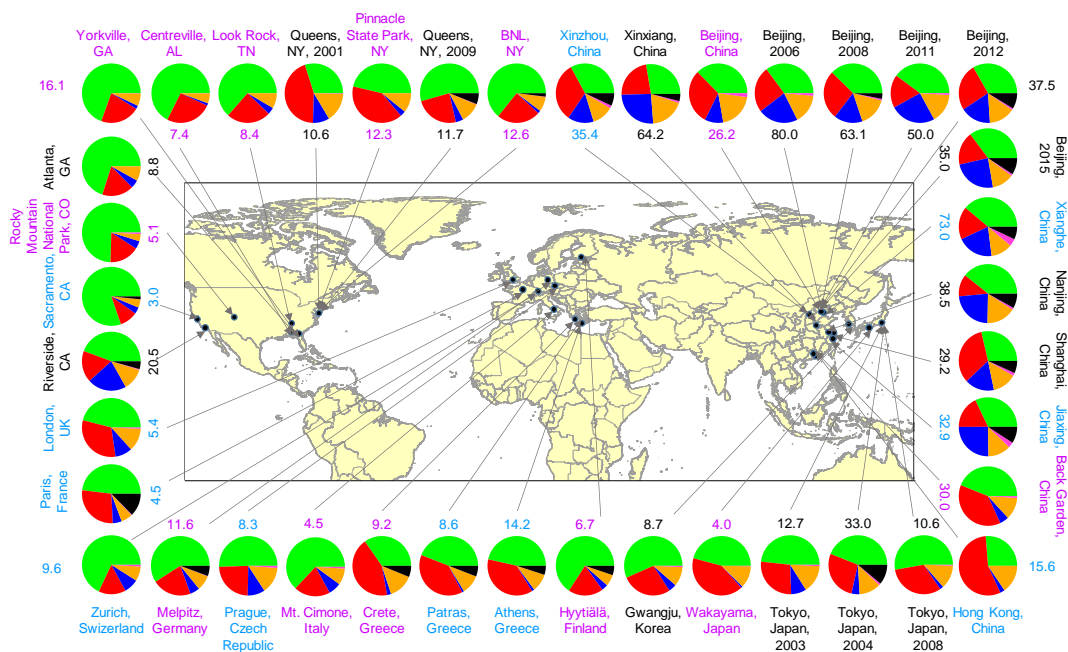 Yorkville,
GA
Centreville,
AL
Look Rock,
TN
Queens,
NY, 2001
Pinnacle
State Park,
NY
Queens,
NY, 2009
BNL,
NY
Xinzhou,
China
Xinxiang,
China
Beijing,
China
Beijing,
2006
Beijing,
2008
Beijing,
2011
Beijing,
2012
16.1
7.4
8.4
10.6
12.3
11.7
12.6
35.4
64.2
26.2
80.0
63.1
50.0
37.5
Atlanta,
GA
8.8
Rocky
Mountain
National
Park, CO
5.1
Sacramento,
CA
3.0
Riverside,
CA
20.5
London,
UK
5.4
Paris,
France
4.5
35.0
Beijing,
2015
73.0
Xianghe,
China
38.5
Nanjing,
China
29.2
Shanghai,
China
32.9
Jiaxing,
China
30.0
Back Garden,
China
9.6
11.6
8.3
4.5
9.2
8.6
14.2
6.7
8.7
4.0
12.7
33.0
10.6
15.6
Zurich,
Swizerland
Melpitz,
Germany
Prague,
Czech
Republic
Mt. Cimone,
Italy
Crete,
Greece
Patras,
Greece
Athens,
Greece
Hyytiälä,
Finland
Gwangju,
Korea
Wakayama,
Japan
Tokyo,
Japan,
2003
Tokyo,
Japan,
2004
Tokyo,
Japan,
2008
Hong Kong,
China